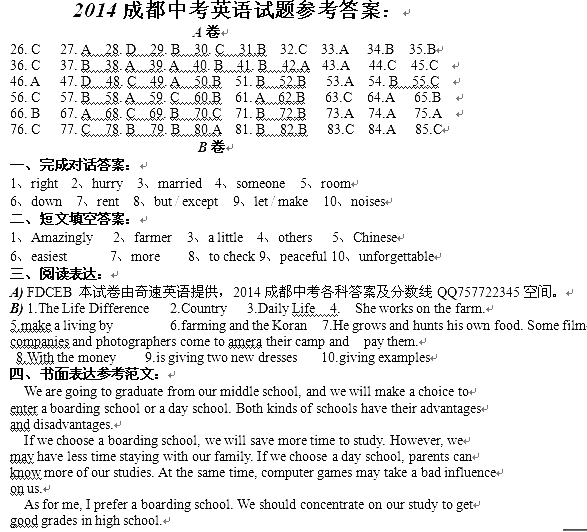 2014成都中考英语试题参考答案：
A 卷
26. C 27. A 28. D 29. B 30. C 31.B 32.C 33.A 34.B 35.B
36. C 37. B 38. A 39. A 40. B 41. B 42.A 43.A 44.C 45.C
46. A 47. D 48. C 49. A 50.B 51. B 52.B 53.A 54. B 55.C
56. C 57. B 58. A 59. C 60.B 61. A 62.B 63.C 64.A 65.B
66. B 67. A 68. C 69. B 70.C 71. B 72.B 73.A 74.A 75.A
76. C 77. C 78. B 79. B 80.A 81. B 82.B 83.C 84.A 85.C
B 卷
一、完成对话答案：
1、right 2、hurry 3、married 4、someone 5、room
6、down 7、rent 8、but / except 9、let / make 10、noises
二、短文填空答案：
1、Amazingly 2、farmer 3、a little 4、others 5、Chinese
6、easiest 7、more 8、to check 9、peaceful 10、unforgettable
三、阅读表达：
A) FDCEB 本试卷由奇速英语提供，2014成都中考各科答案及分数线 QQ757722345 空间。
B) 1.The Life Difference 2.Country 3.Daily Life 4. She works on the farm.
5.make a living by 6.farming and the Koran 7.He grows and hunts his own food. Some film
companies and photographers come to amera their camp and pay them.
8.With the money 9.is giving two new dresses 10.giving examples
四、书面表达参考范文：
We are going to graduate from our middle school, and we will make a choice to
enter a boarding school or a day school. Both kinds of schools have their advantages
and disadvantages.
If we choose a boarding school, we will save more time to study. However, we
may have less time staying with our family. If we choose a day school, parents can
know more of our studies. At the same time, computer games may take a bad influence
on us.
As for me, I prefer a boarding school. We should concentrate on our study to get
good grades in high school.